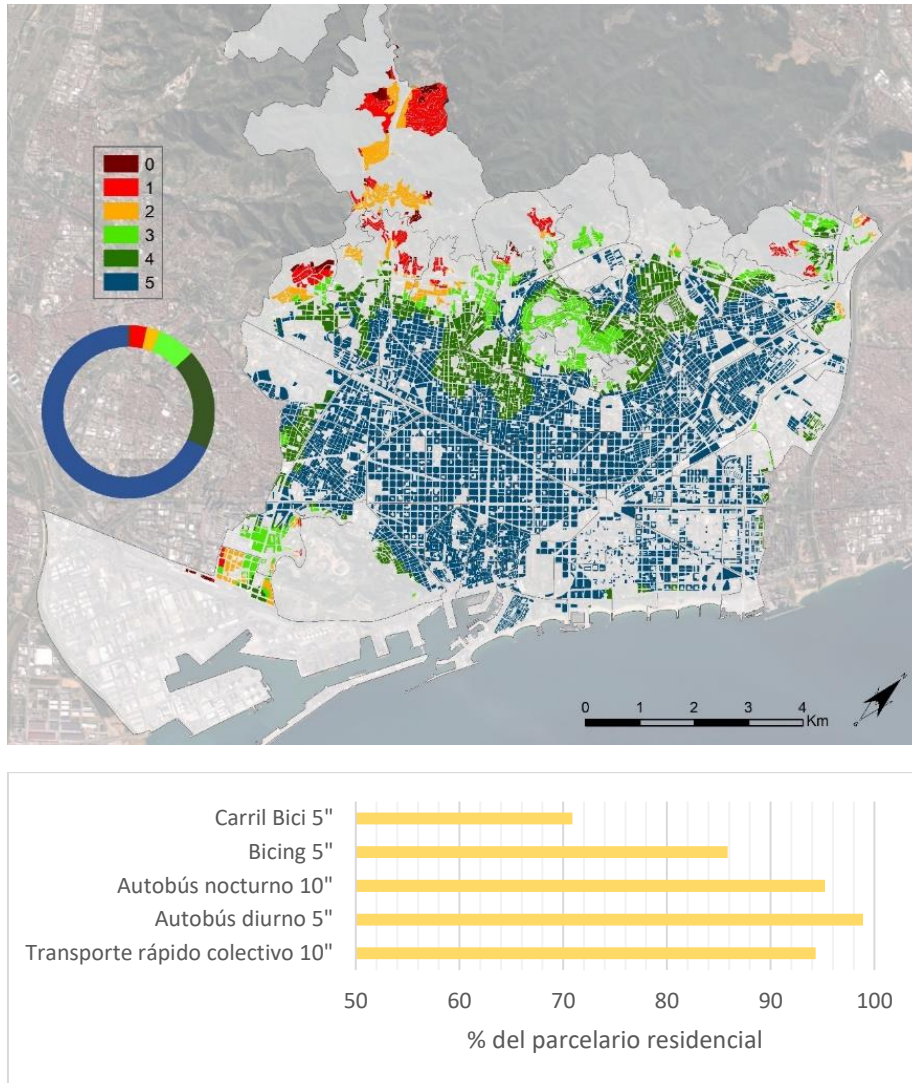 0
1
2
3
4
5
0 1 2 3 4
Km
Carril Bici 5"
Bicing 5"
Autobús nocturno 10"
Autobús diurno 5"
Transporte rápido colectivo 10"
50 60 70 80 90 100
% del parcelario residencial